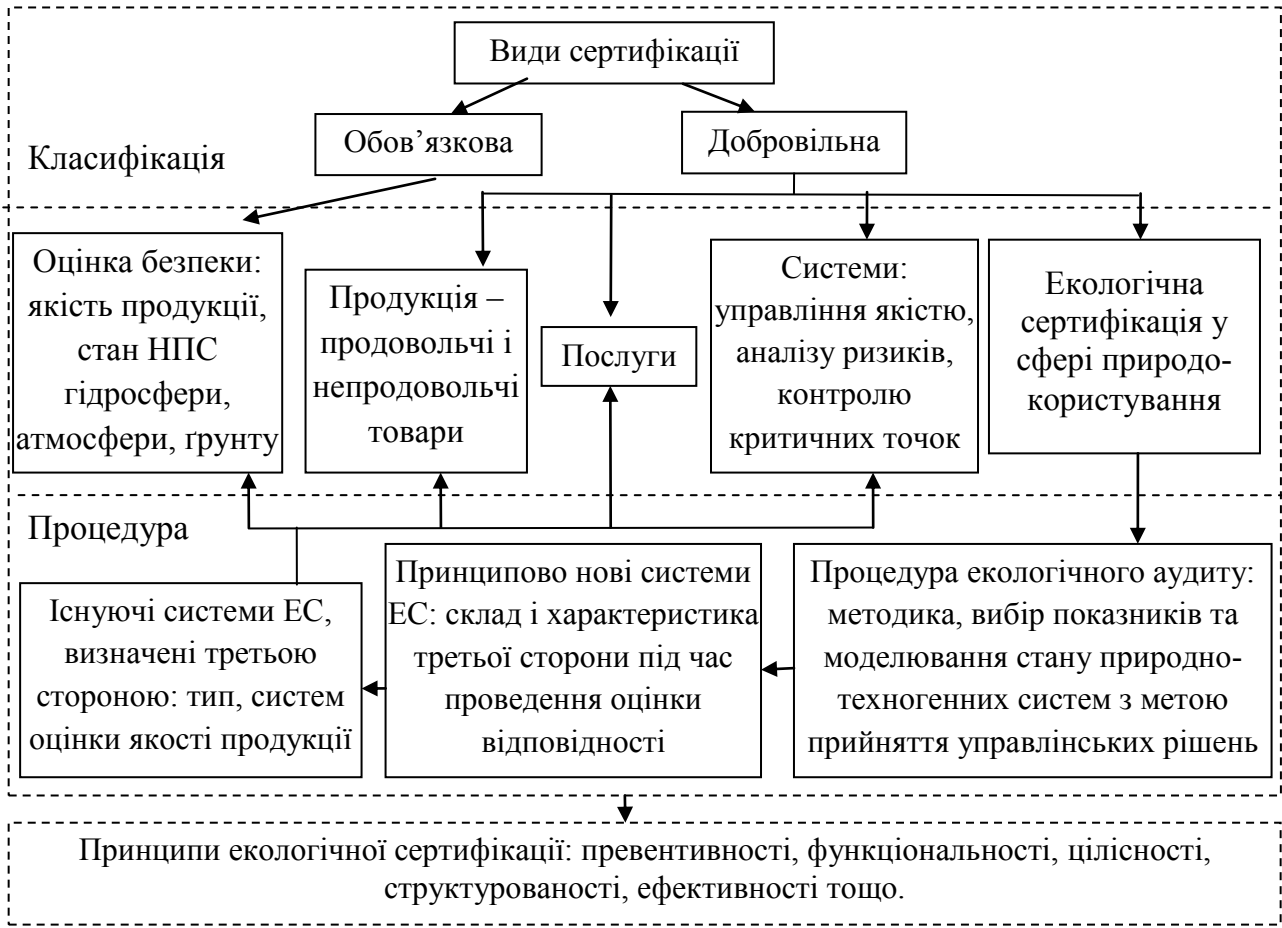 Види сертифікації
Обов’язкова
Добровільна
Класифікація
Оцінка безпеки:
якість продукції,
стан НПС
гідросфери,
атмосфери, ґрунту
Продукція –
продовольчі і
непродовольчі
товари
Послуги
Системи:
управління якістю,
аналізу ризиків,
контролю
критичних точок
Екологічна
сертифікація у
сфері природо-
користування
Процедура
Існуючі системи ЕС,
визначені третьою
стороною: тип, систем
оцінки якості продукції
Принципово нові системи
ЕС: склад і характеристика
третьої сторони під час
проведення оцінки
відповідності
Процедура екологічного аудиту:
методика, вибір показників та
моделювання стану природно-
техногенних систем з метою
прийняття управлінських рішень
Принципи екологічної сертифікації: превентивності, функціональності, цілісності,
структурованості, ефективності тощо.